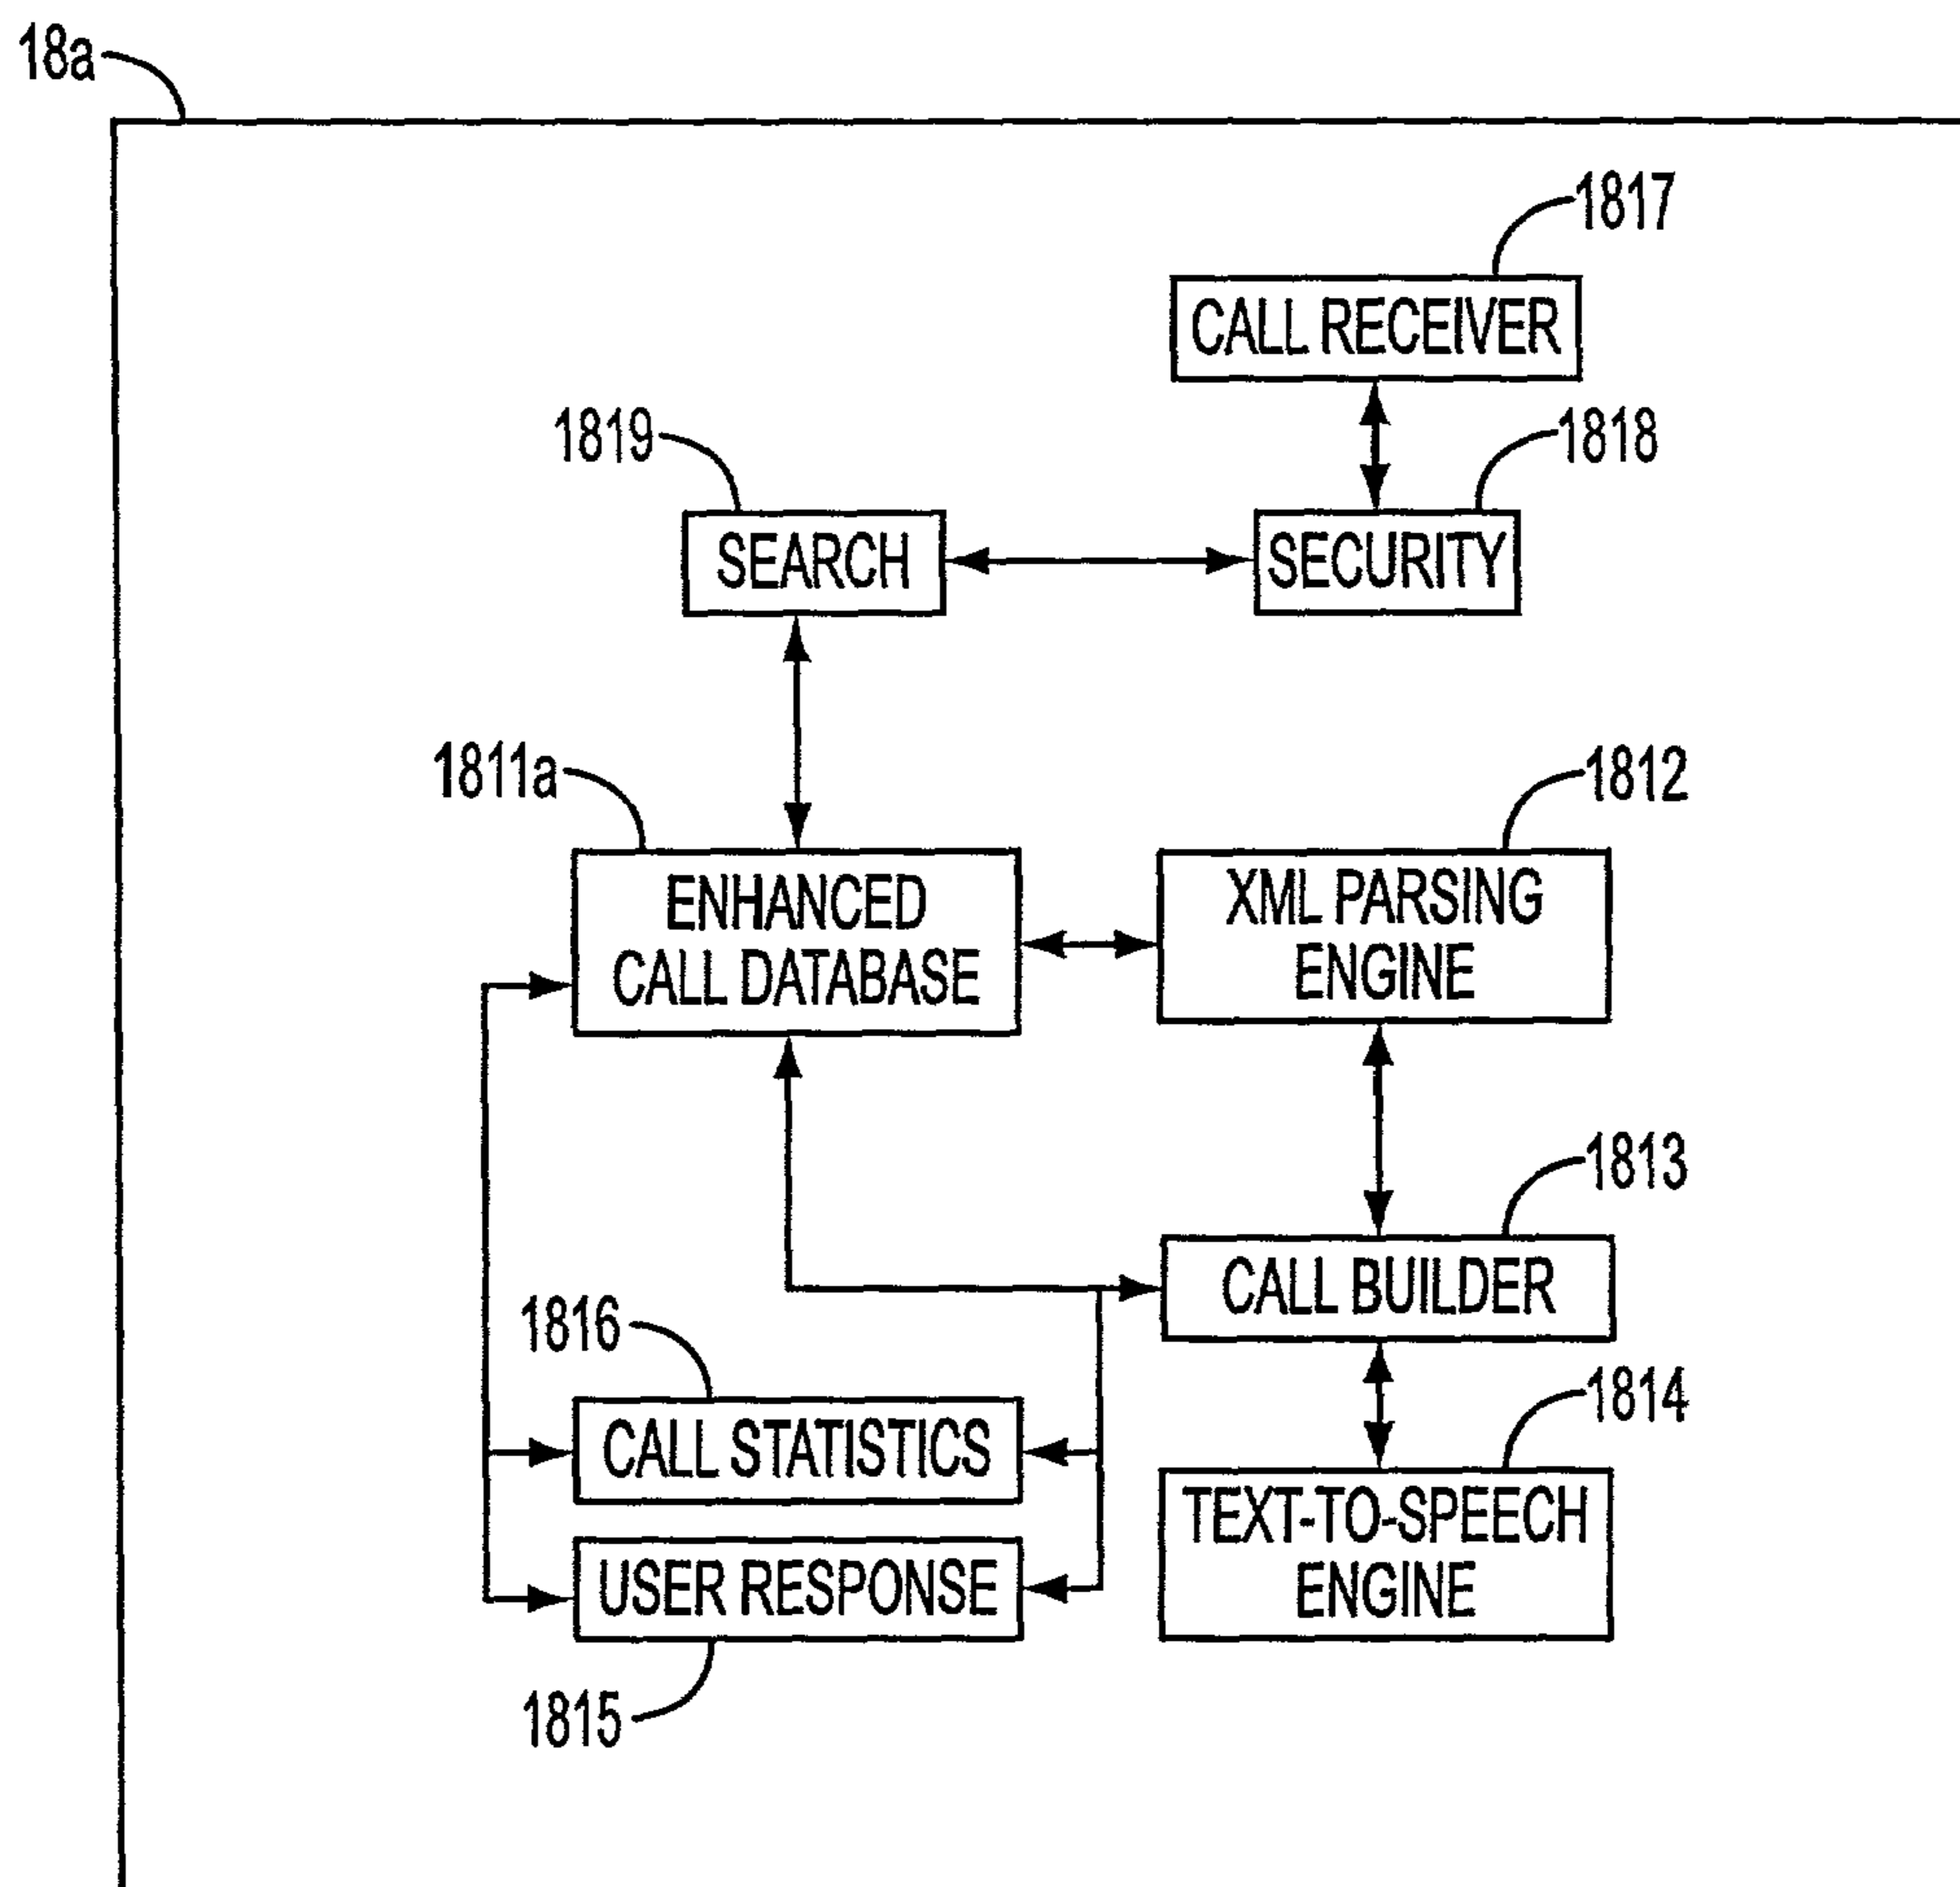 18a
1817
CALL RECEIVER
1819
1818
SEARCH
SECURITY
1811a
1812
ENHANCED
CALL DATABASE
XML PARSING
ENGINE
1813
CALL BUILDER
1816
1814
CALL STATISTICS
TEXT-TO-SPEECH
ENGINE
USER RESPONSE
1815